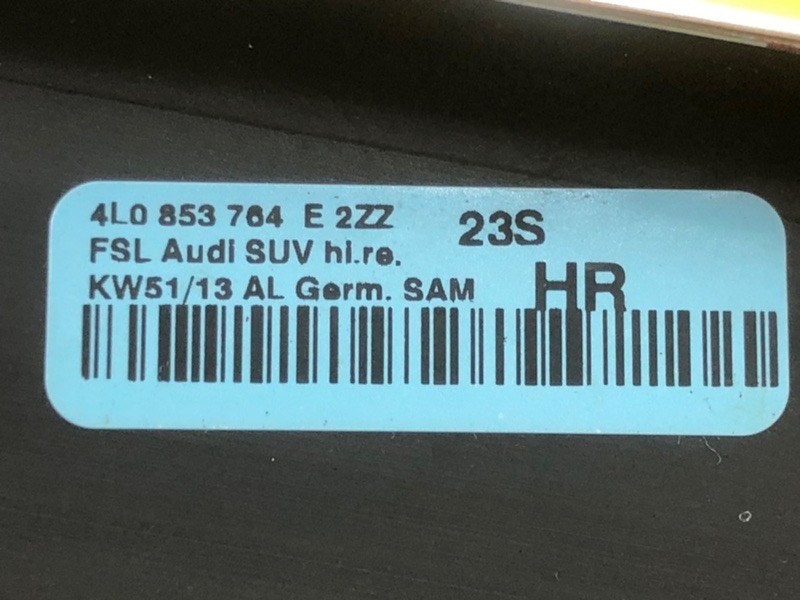 4L0 853 764 E 2ZZ 23S
FSL Audi SUV hi.re.
KW51/13 AL Germ. SAM HR